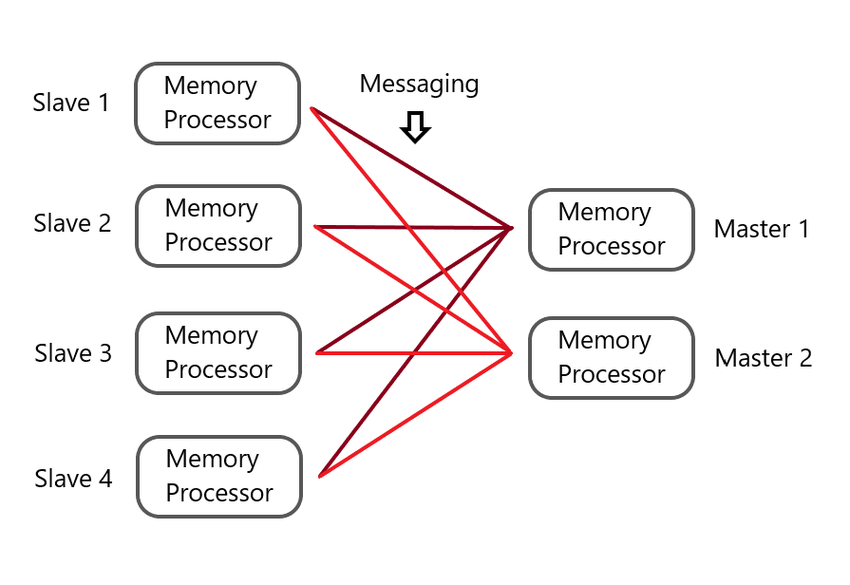 Messaging
Slave 1
Memory
Processor
Slave 2
Memory
Processor
Slave 3
Memory
Processor
Slave 4
Memory
Processor
Memory
Processor
Master 1
Memory
Processor
Master 2